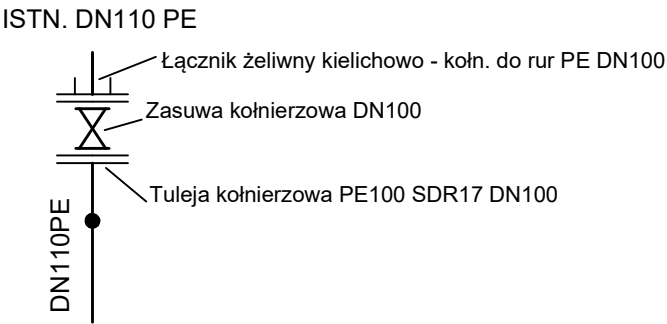 ISTN. DN110 PE
Łącznik żeliwny kielichowo - kołn. do rur PE DN100
Zasuwa kołnierzowa DN100
Tuleja kołnierzowa PE100 SDR17 DN100
DN110PE